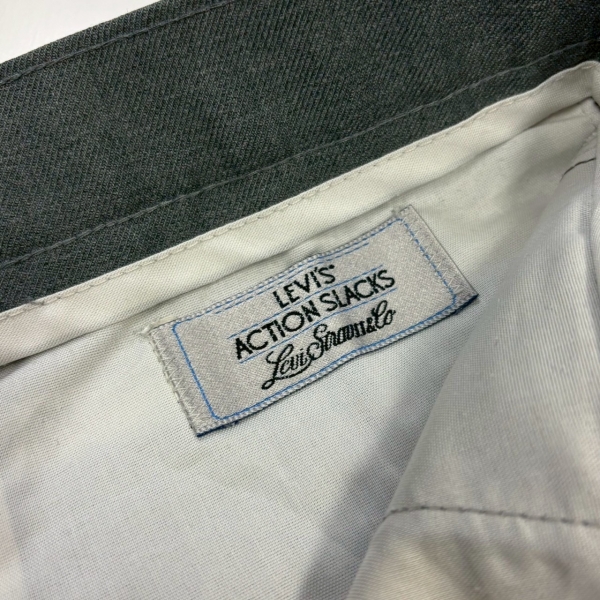 LEVI'S®
ACTION SLACKS
Levi Strauss & Co